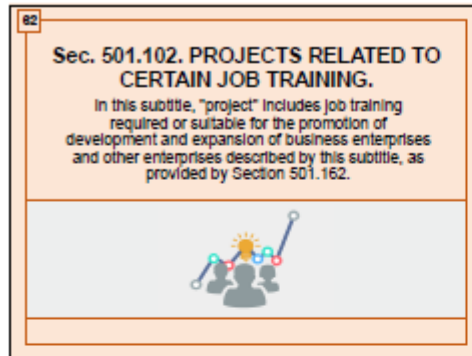 62
Sec. 501.102. PROJECTS RELATED TO
CERTAIN JOB TRAINING.
In this subtitle, "project" includes job training
required or suitable for the promotion of
development and expansion of business enterprises
and other enterprises described by this subtitle, as
provided by Section 501.162.